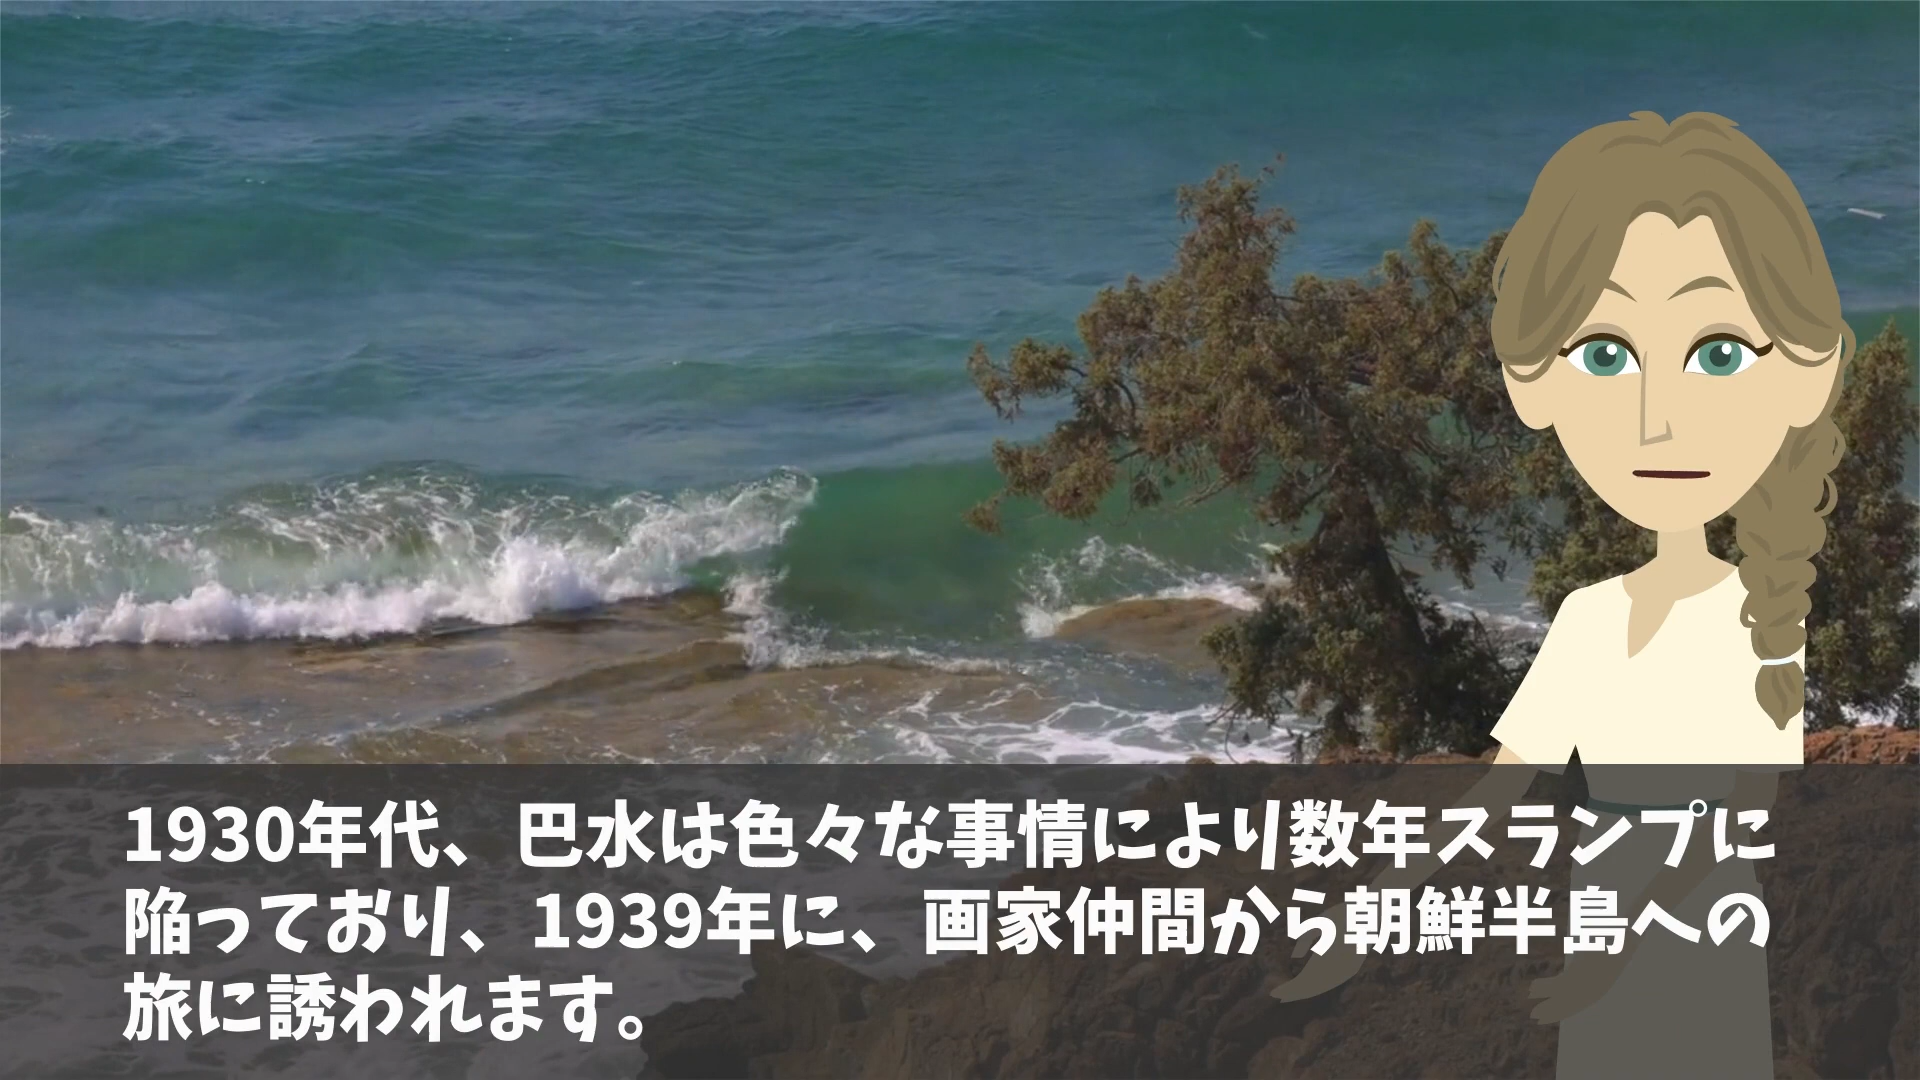 1930年代、巴水は色々な事情により数年スランプに
陥っており、1939年に、画家仲間から朝鮮半島への
旅に誘われます。